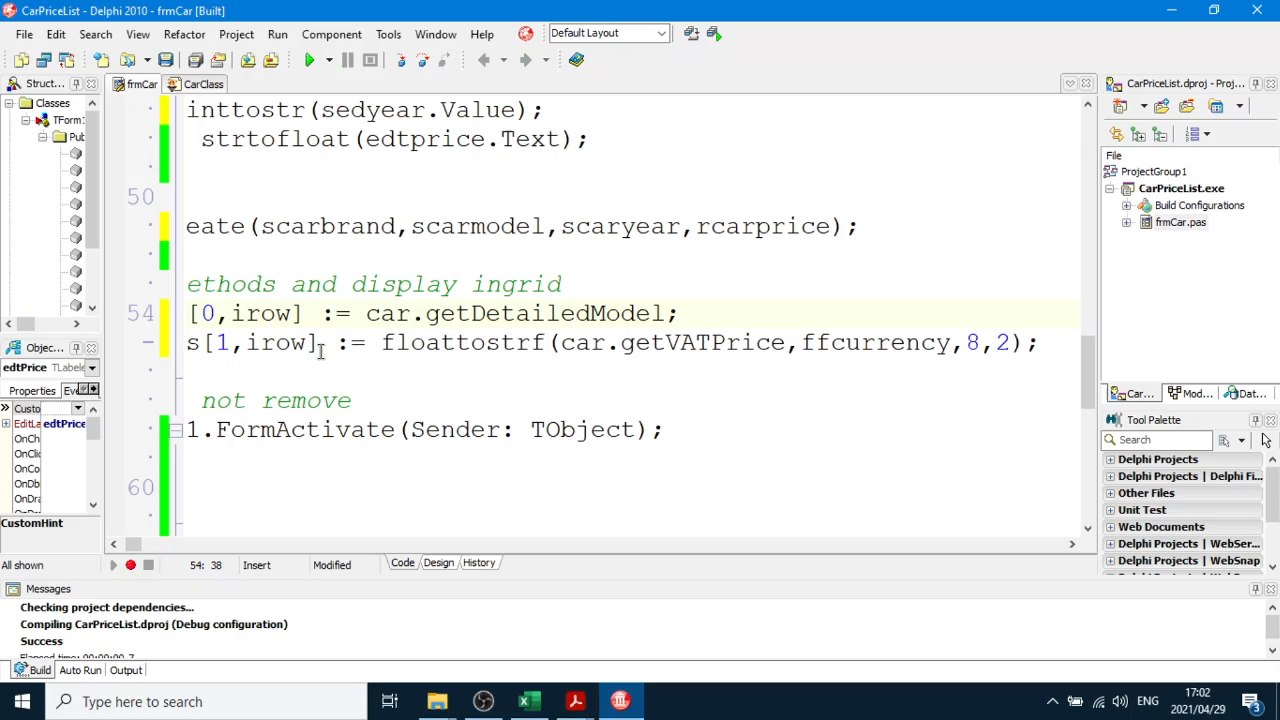 CarPriceList - Delphi 2010 - frmCar [Built]
File Edit Search View Refactor Project Run Component Tools Window Help Default Layout
Struct... frmCar CarClass CarPriceList.dproj - Proj...
Classes
TForm1
Pub
inttostr(sedyear.Value);
strtofloat(edtprice.Text);
50
eate(scarbrand,scarmodel,scaryear,rcarprice);
ethods and display ingrid
54 [0,irow] := car.getDetailedModel;
s[1,irow] := floattostrf(car.getVATPrice,ffcurrency,8,2);
not remove
1.FormActivate(Sender: TObject);
60
File
ProjectGroup1
CarPriceList.exe
Build Configurations
frmCar.pas
Car... Mod... Dat...
Tool Palette
Search
Delphi Projects
Delphi Projects | Delphi Fi...
Other Files
Unit Test
Web Documents
Delphi Projects | WebSer...
Delphi Projects | WebSnap
Objec...
edtPrice TLabele
Properties Eve
Custo
EditLa edtPrice
OnCh
OnClic
OnCo
OnDb
OnDra
CustomHint
All shown
54: 38 Insert Modified Code Design History
Messages
Checking project dependencies...
Compiling CarPriceList.dproj (Debug configuration)
Success
Build Auto Run Output
Type here to search
ENG
17:02
2021/04/29
3